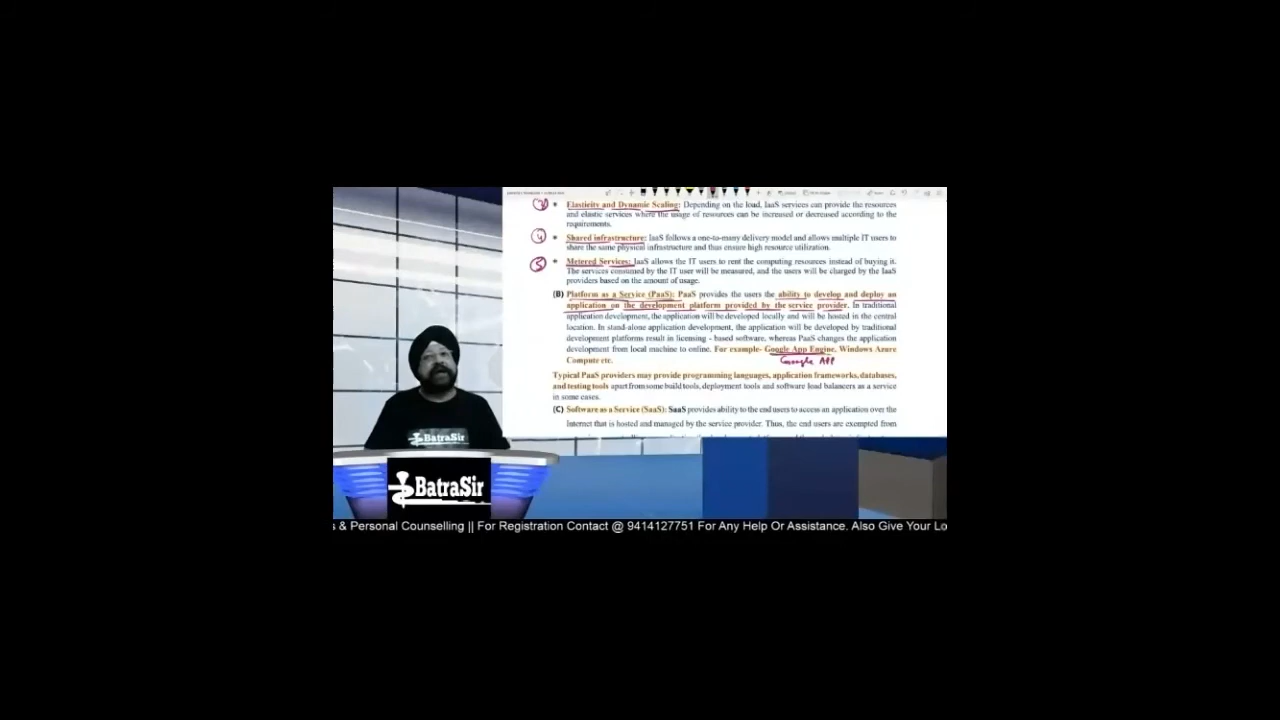 Elasticity and Dynamic Scaling: Depending on the load, IaaS services can provide the resources
and elastic services where the usage of resources can be increased or decreased according to the
requirements.
Shared infrastructure: IaaS follows a one-to-many delivery model and allows multiple IT users to
share the same physical infrastructure and thus ensure high resource utilization.
Metered Services: IaaS allows the IT users to rent the computing resources instead of buying it.
The services consumed by the IT user will be measured, and the users will be charged by the IaaS
providers based on the amount of usage.
(B) Platform as a Service (PaaS): PaaS provides the users the ability to develop and deploy an
application on the development platform provided by the service provider. In traditional
application development, the application will be developed locally and will be hosted in the central
location. In stand-alone application development, the application will be developed by traditional
development platforms result in licensing - based software, whereas PaaS changes the application
development from local machine to online. For example- Google App Engine, Windows Azure
Compute etc.
Google APP
Typical PaaS providers may provide programming languages, application frameworks, databases,
and testing tools apart from some build tools, deployment tools and software load balancers as a service
in some cases.
(C) Software as a Service (SaaS): SaaS provides ability to the end users to access an application over the
Internet that is hosted and managed by the service provider. Thus, the end users are exempted from
BatraSir
BatraSir
s & Personal Counselling || For Registration Contact @ 9414127751 For Any Help Or Assistance. Also Give Your Lo